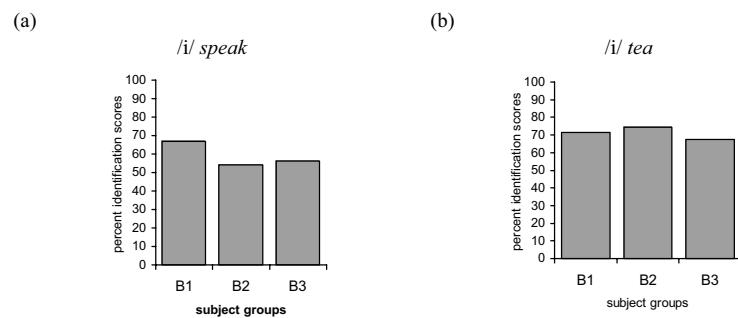 (a)
/i/ speak
percent identification scores
100
90
80
70
60
50
40
30
20
10
0
B1 B2 B3
subject groups
(b)
/i/ tea
percent identification scores
100
90
80
70
60
50
40
30
20
10
0
B1 B2 B3
subject groups